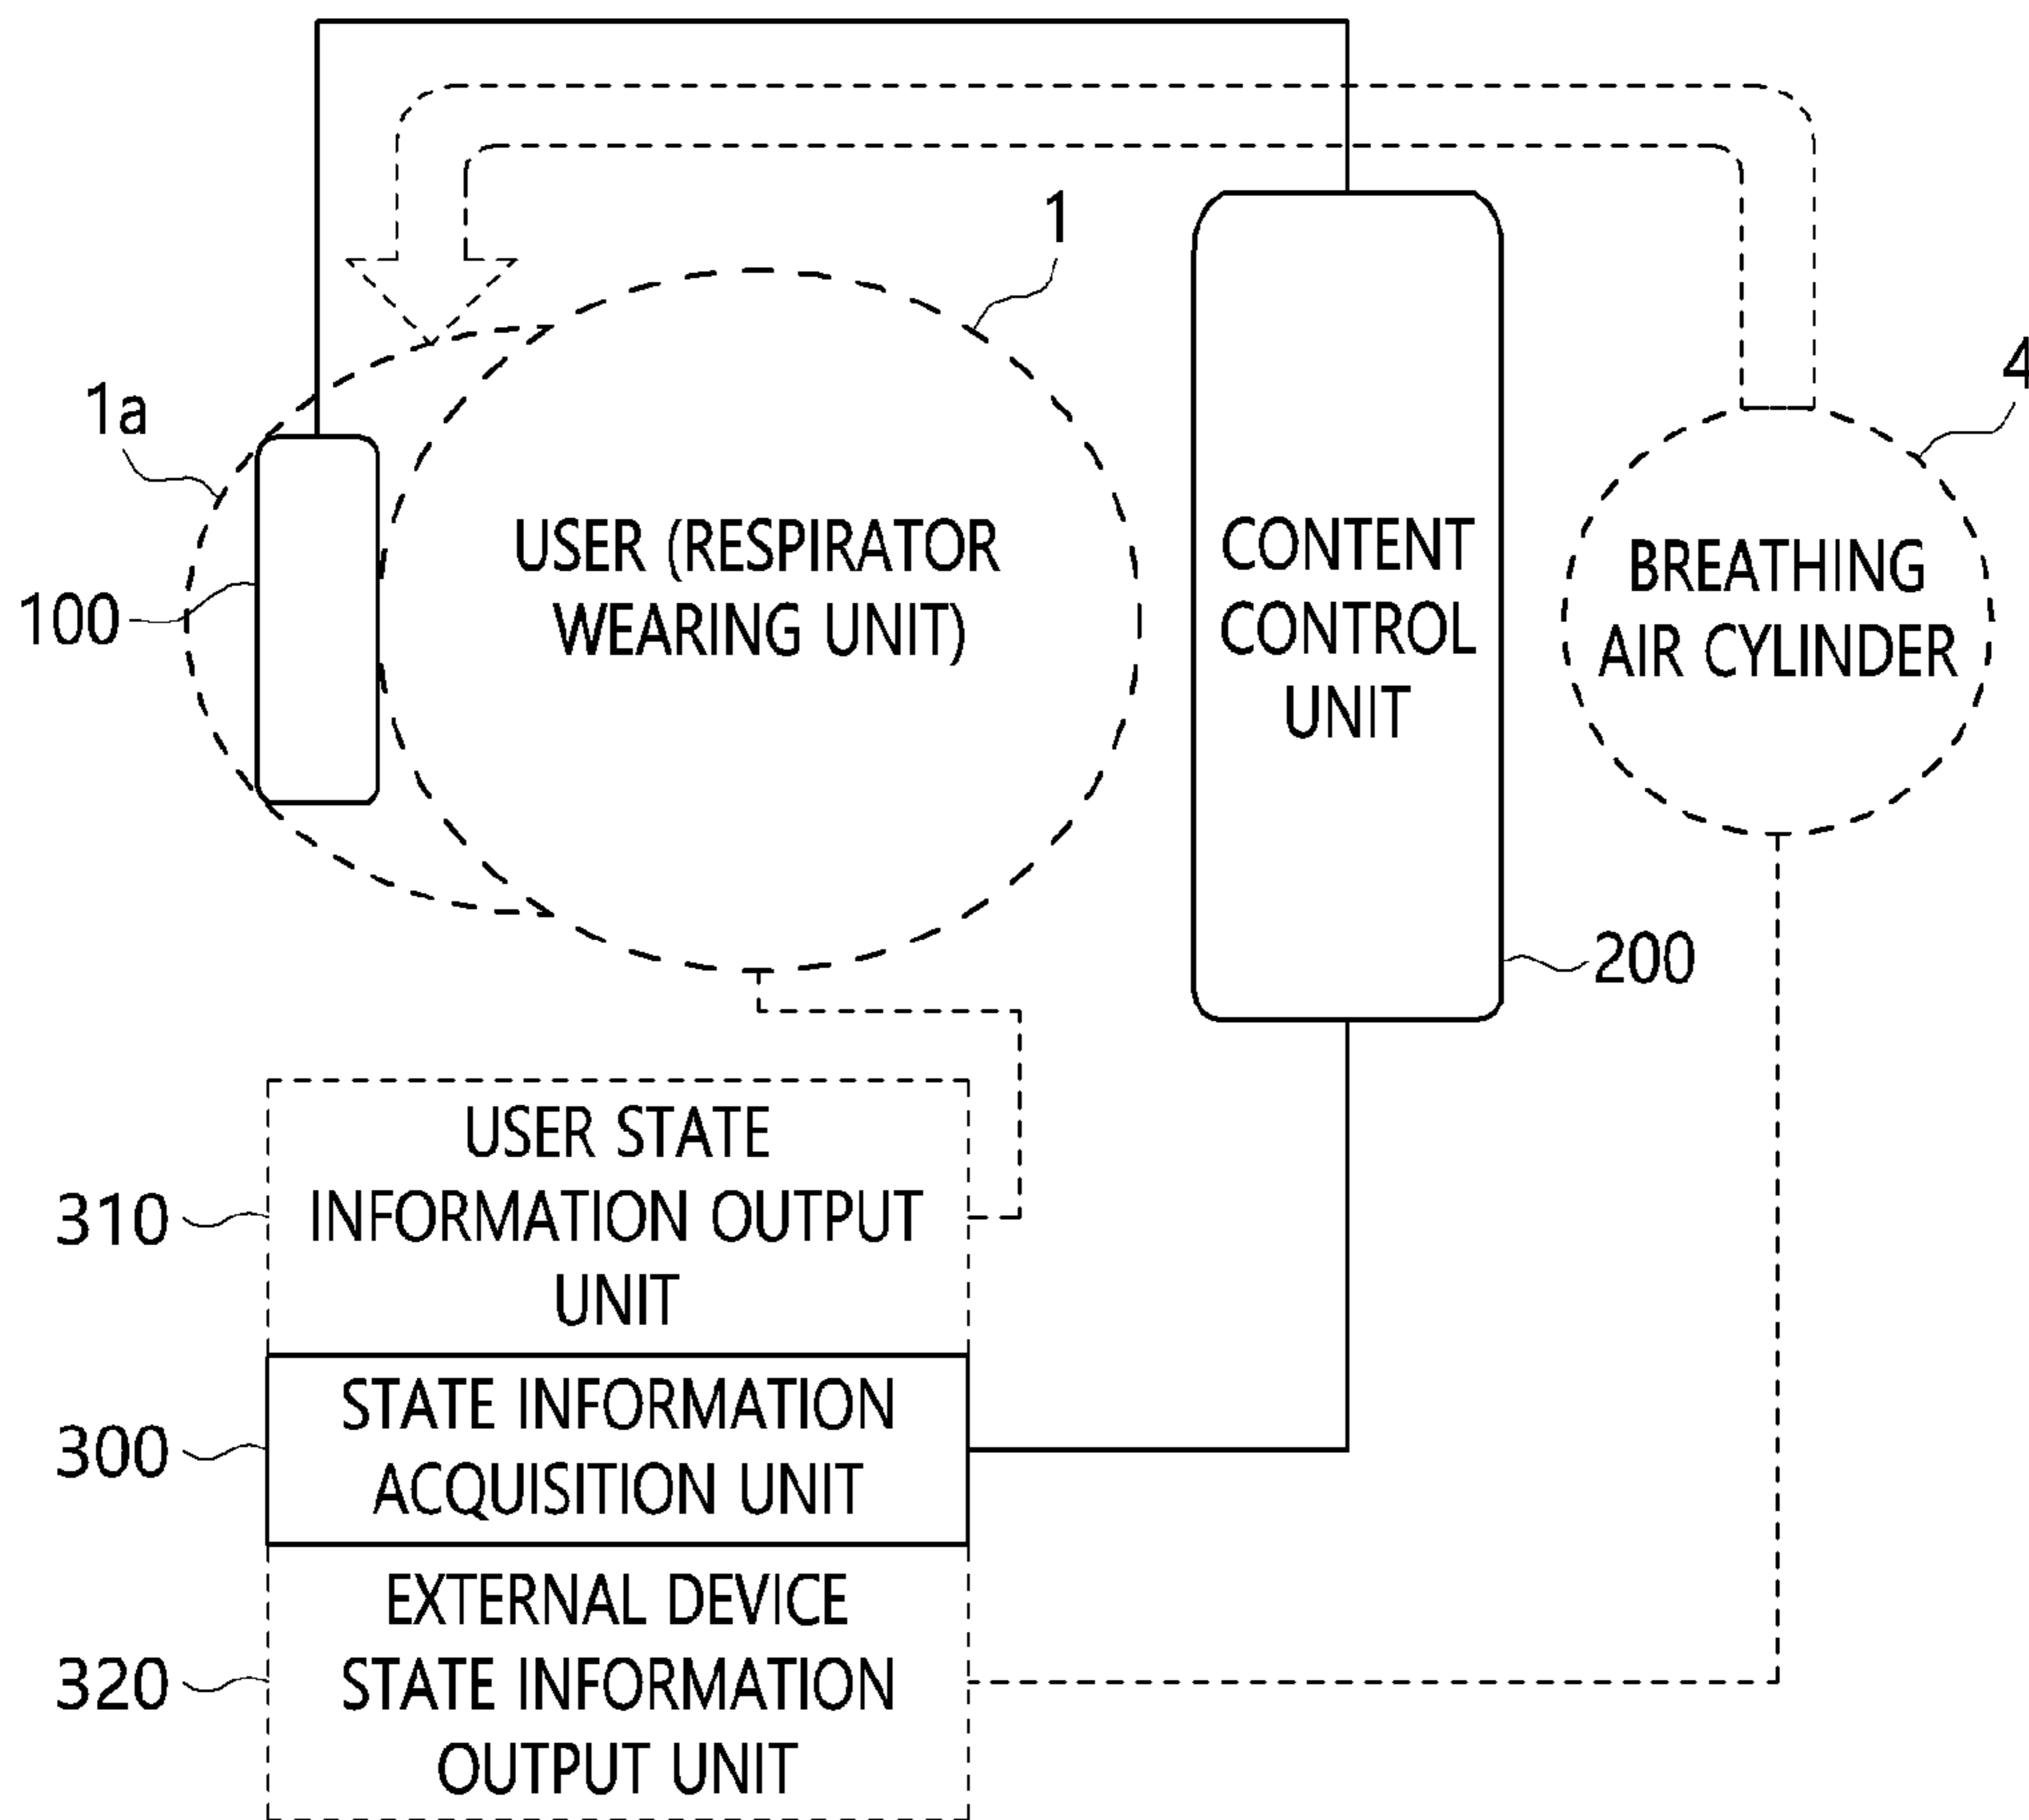 1
4
1a
100
USER (RESPIRATOR
WEARING UNIT)
CONTENT
CONTROL
UNIT
BREATHING
AIR CYLINDER
200
USER STATE
INFORMATION OUTPUT
UNIT
310
STATE INFORMATION
ACQUISITION UNIT
300
EXTERNAL DEVICE
STATE INFORMATION
OUTPUT UNIT
320